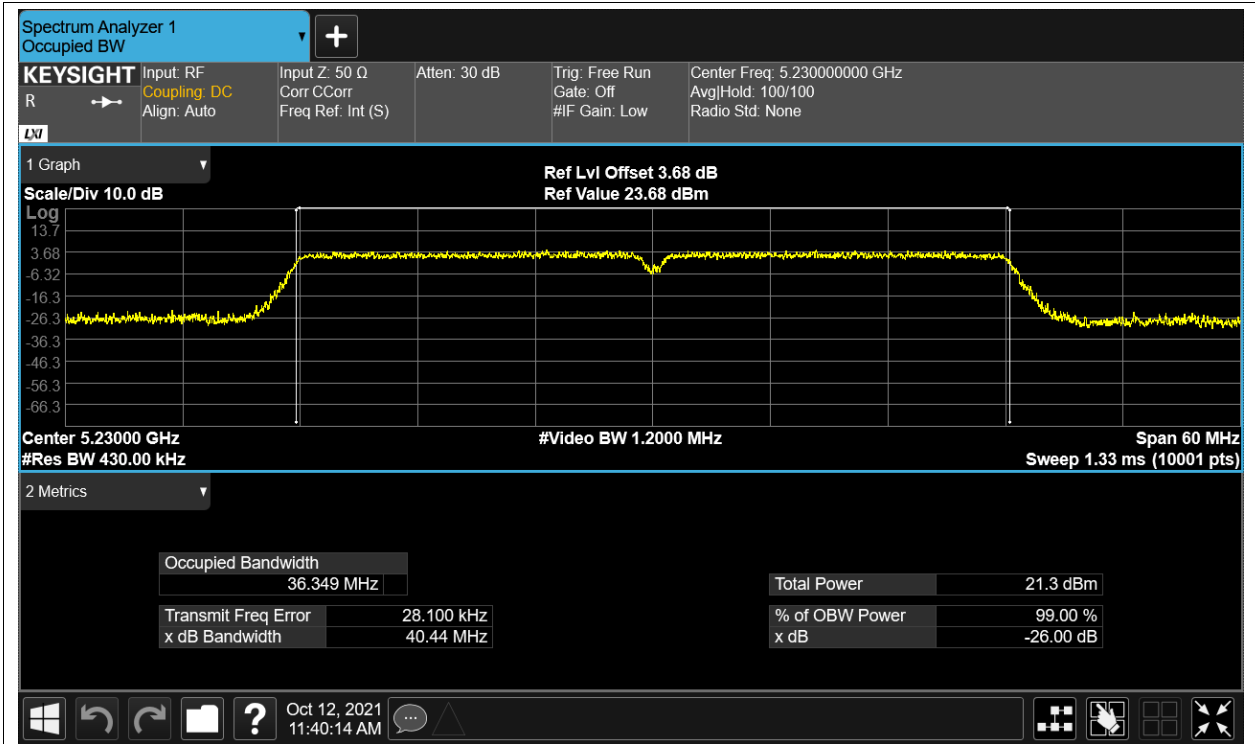 Spectrum Analyzer 1
Occupied BW
KEYSIGHT
R
LXI
Input: RF
Coupling: DC
Align: Auto
Input Z: 50 Ω
Corr CCorr
Freq Ref: Int (S)
Atten: 30 dB
Trig: Free Run
Gate: Off
#IF Gain: Low
Center Freq: 5.230000000 GHz
Avg|Hold: 100/100
Radio Std: None
1 Graph
Scale/Div 10.0 dB
Ref Lvl Offset 3.68 dB
Ref Value 23.68 dBm
Log
13.7
3.68
-6.32
-16.3
-26.3
-36.3
-46.3
-56.3
-66.3
Center 5.23000 GHz
#Video BW 1.2000 MHz
Span 60 MHz
#Res BW 430.00 kHz
Sweep 1.33 ms (10001 pts)
2 Metrics
Occupied Bandwidth
36.349 MHz
Transmit Freq Error 28.100 kHz
x dB Bandwidth 40.44 MHz
Total Power 21.3 dBm
% of OBW Power 99.00 %
x dB -26.00 dB
?
Oct 12, 2021
11:40:14 AM